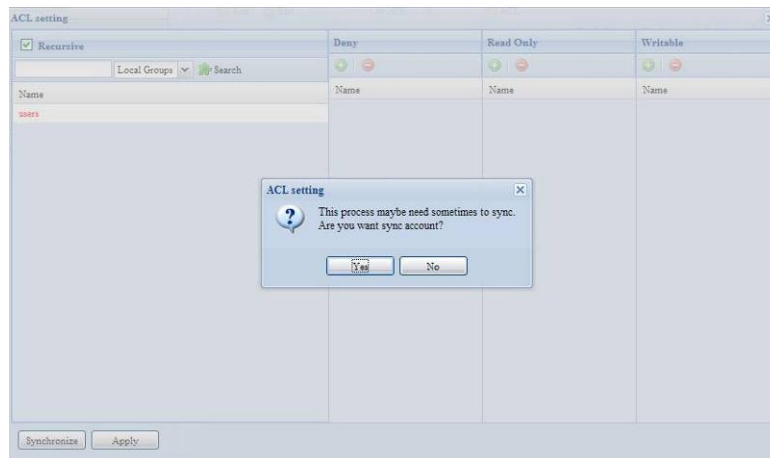 ACL setting
Recursive
Deny
Read Only
Writable
Local Groups
Search
Name
Name
Name
Name
users
ACL setting
This process maybe need sometimes to sync.
Are you want sync account?
Yes
No
Synchronize
Apply